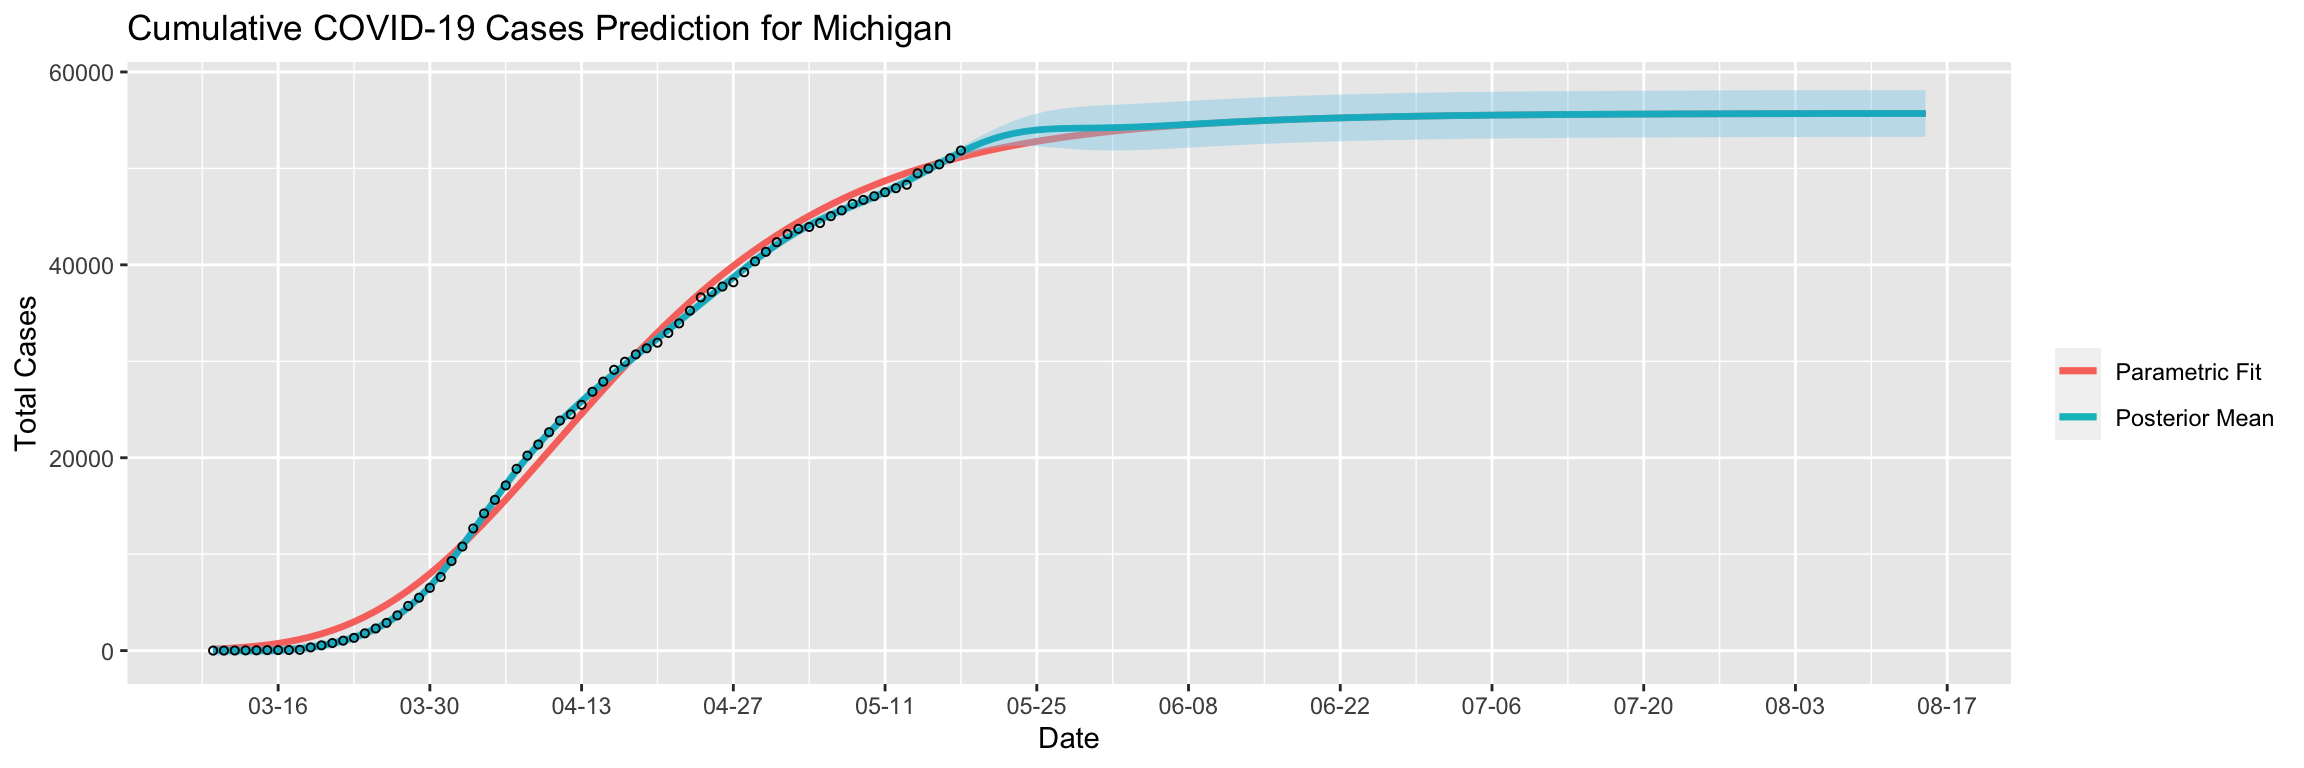 Cumulative COVID-19 Cases Prediction for Michigan
60000
40000
20000
0
Total Cases
03-16 03-30 04-13 04-27 05-11 05-25 06-08 06-22 07-06 07-20 08-03 08-17
Date
Parametric Fit
Posterior Mean